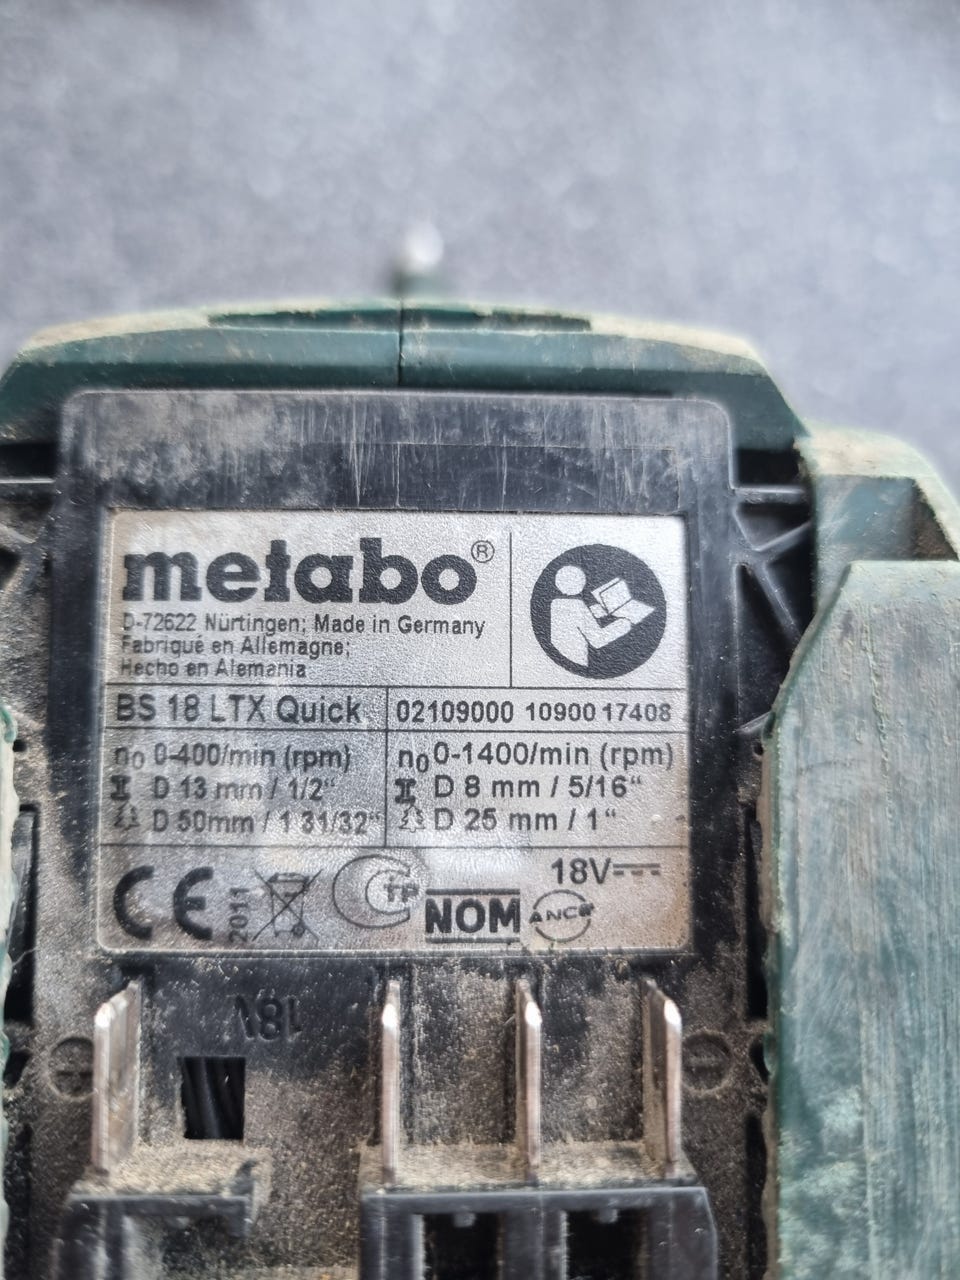 metabo®
D-72622 Nürtingen; Made in Germany
Fabriqué en Allemagne;
Hecho en Alemania
BS 18 LTX Quick
02109000 10900 17408
n0 0-400/min (rpm)
D 13 mm / 1/2"
D 50mm / 1 31/32"
n0 0-1400/min (rpm)
D 8 mm / 5/16"
D 25 mm / 1"
CE
2011
CTP
NOM
ANCE
18V
18V